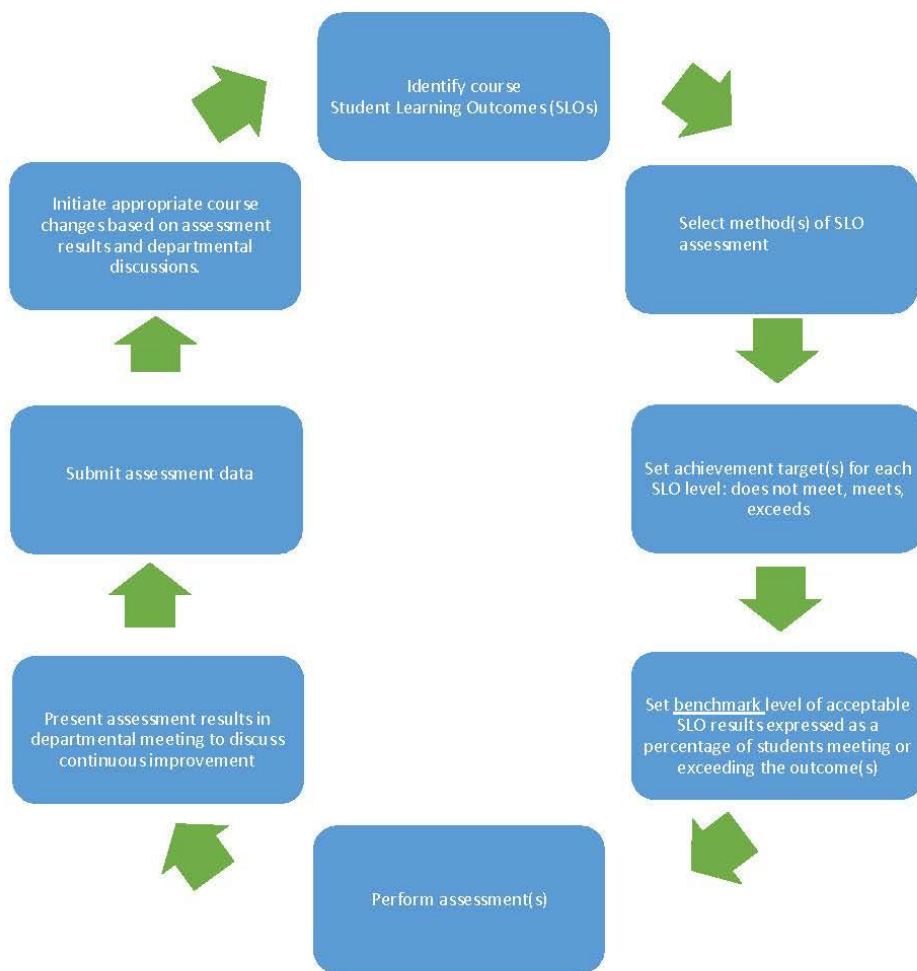 Identify course
Student Learning Outcomes (SLOs)
Select method(s) of SLO
assessment
Set achievement target(s) for each
SLO level: does not meet, meets,
exceeds
Set benchmark level of acceptable
SLO results expressed as a
percentage of students meeting or
exceeding the outcome(s)
Perform assessment(s)
Present assessment results in
departmental meeting to discuss
continuous improvement
Submit assessment data
Initiate appropriate course
changes based on assessment
results and departmental
discussions.